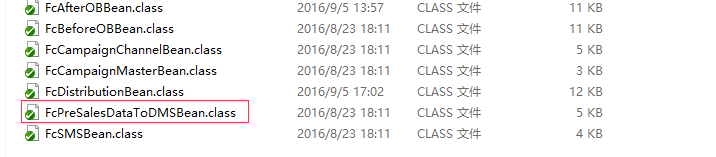 FcAfterOBBean.class 2016/9/5 13:57 CLASS 文件 11 KB
FcBeforeOBBean.class 2016/8/23 18:11 CLASS 文件 11 KB
FcCampaignChannelBean.class 2016/8/23 18:11 CLASS 文件 5 KB
FcCampaignMasterBean.class 2016/8/23 18:11 CLASS 文件 3 KB
FcDistributionBean.class 2016/9/5 17:02 CLASS 文件 12 KB
FcPreSalesDataToDMSBean.class 2016/8/23 18:11 CLASS 文件 5 KB
FcSMSBean.class 2016/8/23 18:11 CLASS 文件 4 KB